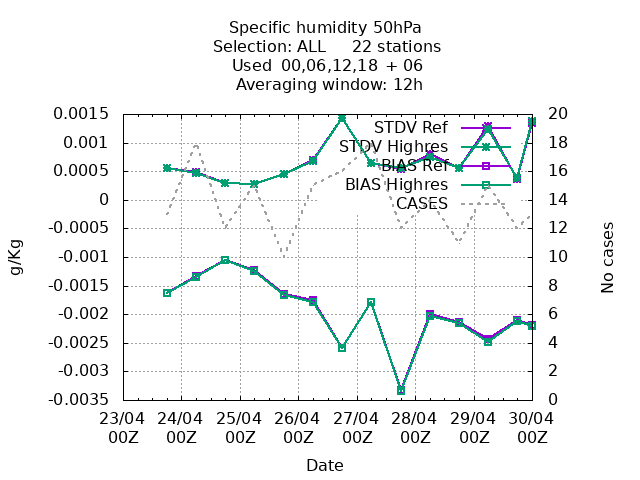 Specific humidity 50hPa
Selection: ALL 22 stations
Used 00,06,12,18 + 06
Averaging window: 12h
STDV Ref
STDV Highres
BIAS Ref
BIAS Highres
CASES
0.0015
0.001
0.0005
0
-0.0005
-0.001
-0.0015
-0.002
-0.0025
-0.003
-0.0035
g/Kg
20
18
16
14
12
10
8
6
4
2
0
No cases
23/04 24/04 25/04 26/04 27/04 28/04 29/04 30/04
00Z 00Z 00Z 00Z 00Z 00Z 00Z 00Z
Date